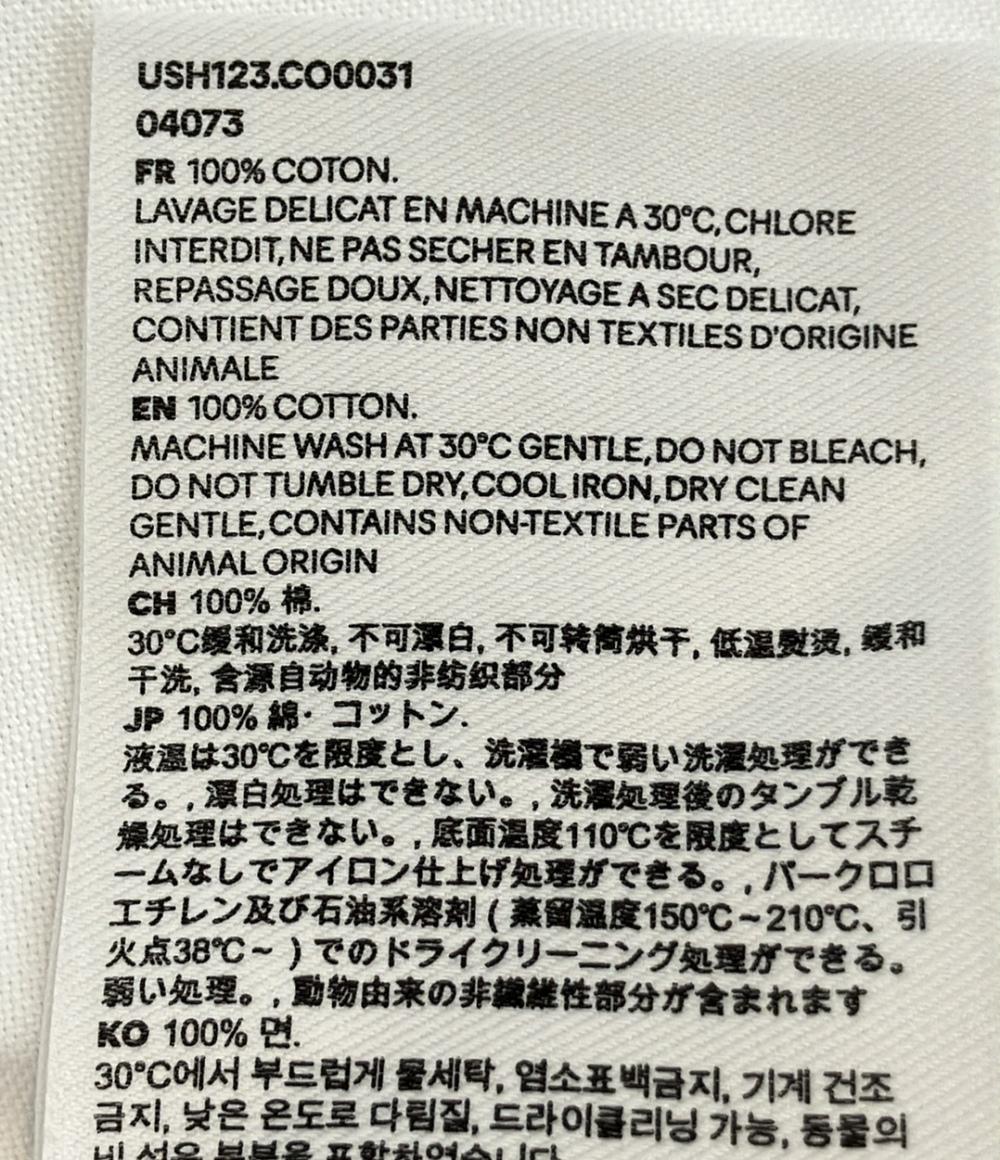 USH123.CO0031
04073
FR 100% COTON.
LAVAGE DELICAT EN MACHINE A 30°C,CHLORE
INTERDIT,NE PAS SECHER EN TAMBOUR,
REPASSAGE DOUX,NETTOYAGE A SEC DELICAT,
CONTIENT DES PARTIES NON TEXTILES D'ORIGINE
ANIMALE
EN 100% COTTON.
MACHINE WASH AT 30°C GENTLE,DO NOT BLEACH,
DO NOT TUMBLE DRY,COOL IRON,DRY CLEAN
GENTLE,CONTAINS NON-TEXTILE PARTS OF
ANIMAL ORIGIN
CH 100% 棉.
30°C缓和洗涤, 不可漂白, 不可转筒烘干, 低温熨烫, 缓和
干洗, 含源自动物的非纺织部分
JP 100% 綿・ コットン.
液温は30℃を限度とし、洗濯機で弱い洗濯処理ができ
る。, 漂白処理はできない。, 洗濯処理後のタンブル乾
燥処理はできない。, 底面温度110℃を限度としてスチ
ームなしでアイロン仕上げ処理ができる。, パークロロ
エチレン及び石油系溶剤 ( 蒸留温度150℃~210℃、引
火点38℃~ ) でのドライクリーニング処理ができる。
弱い処理。, 動物由来の非繊維性部分が含まれます
KO 100% 면.
30°C에서 부드럽게 물세탁, 염소표백금지, 기계 건조
금지, 낮은 온도로 다림질, 드라이클리닝 가능, 동물의
부분을 포함하였습니다